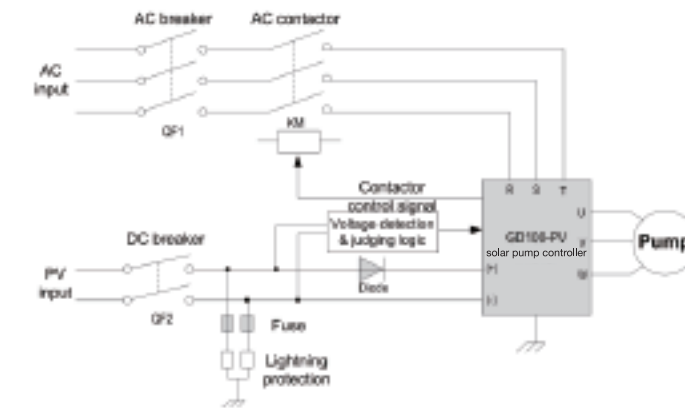 AC breaker
AC contactor
AC
input
QF1
KM
Contactor
control signal
Voltage detection
& judging logic
R
S
T
GD100-PV
solar pump controller
U
V
W
Pump
DC breaker
PV
input
QF2
Diode
(+)
(-)
Fuse
Lightning
protection